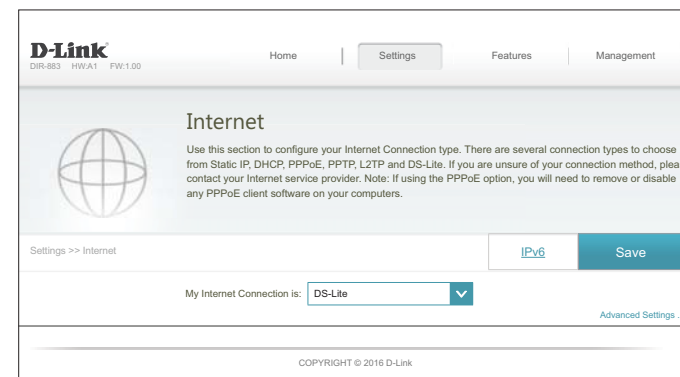 D-Link
DIR-883 HW:A1 FW:1.00
Home
Settings
Features
Management
Internet
Use this section to configure your Internet Connection type. There are several connection types to choose
from Static IP, DHCP, PPPoE, PPTP, L2TP and DS-Lite. If you are unsure of your connection method, plea
contact your Internet service provider. Note: If using the PPPoE option, you will need to remove or disable
any PPPoE client software on your computers.
Settings >> Internet
IPv6
Save
My Internet Connection is: DS-Lite
Advanced Settings ..
COPYRIGHT © 2016 D-Link